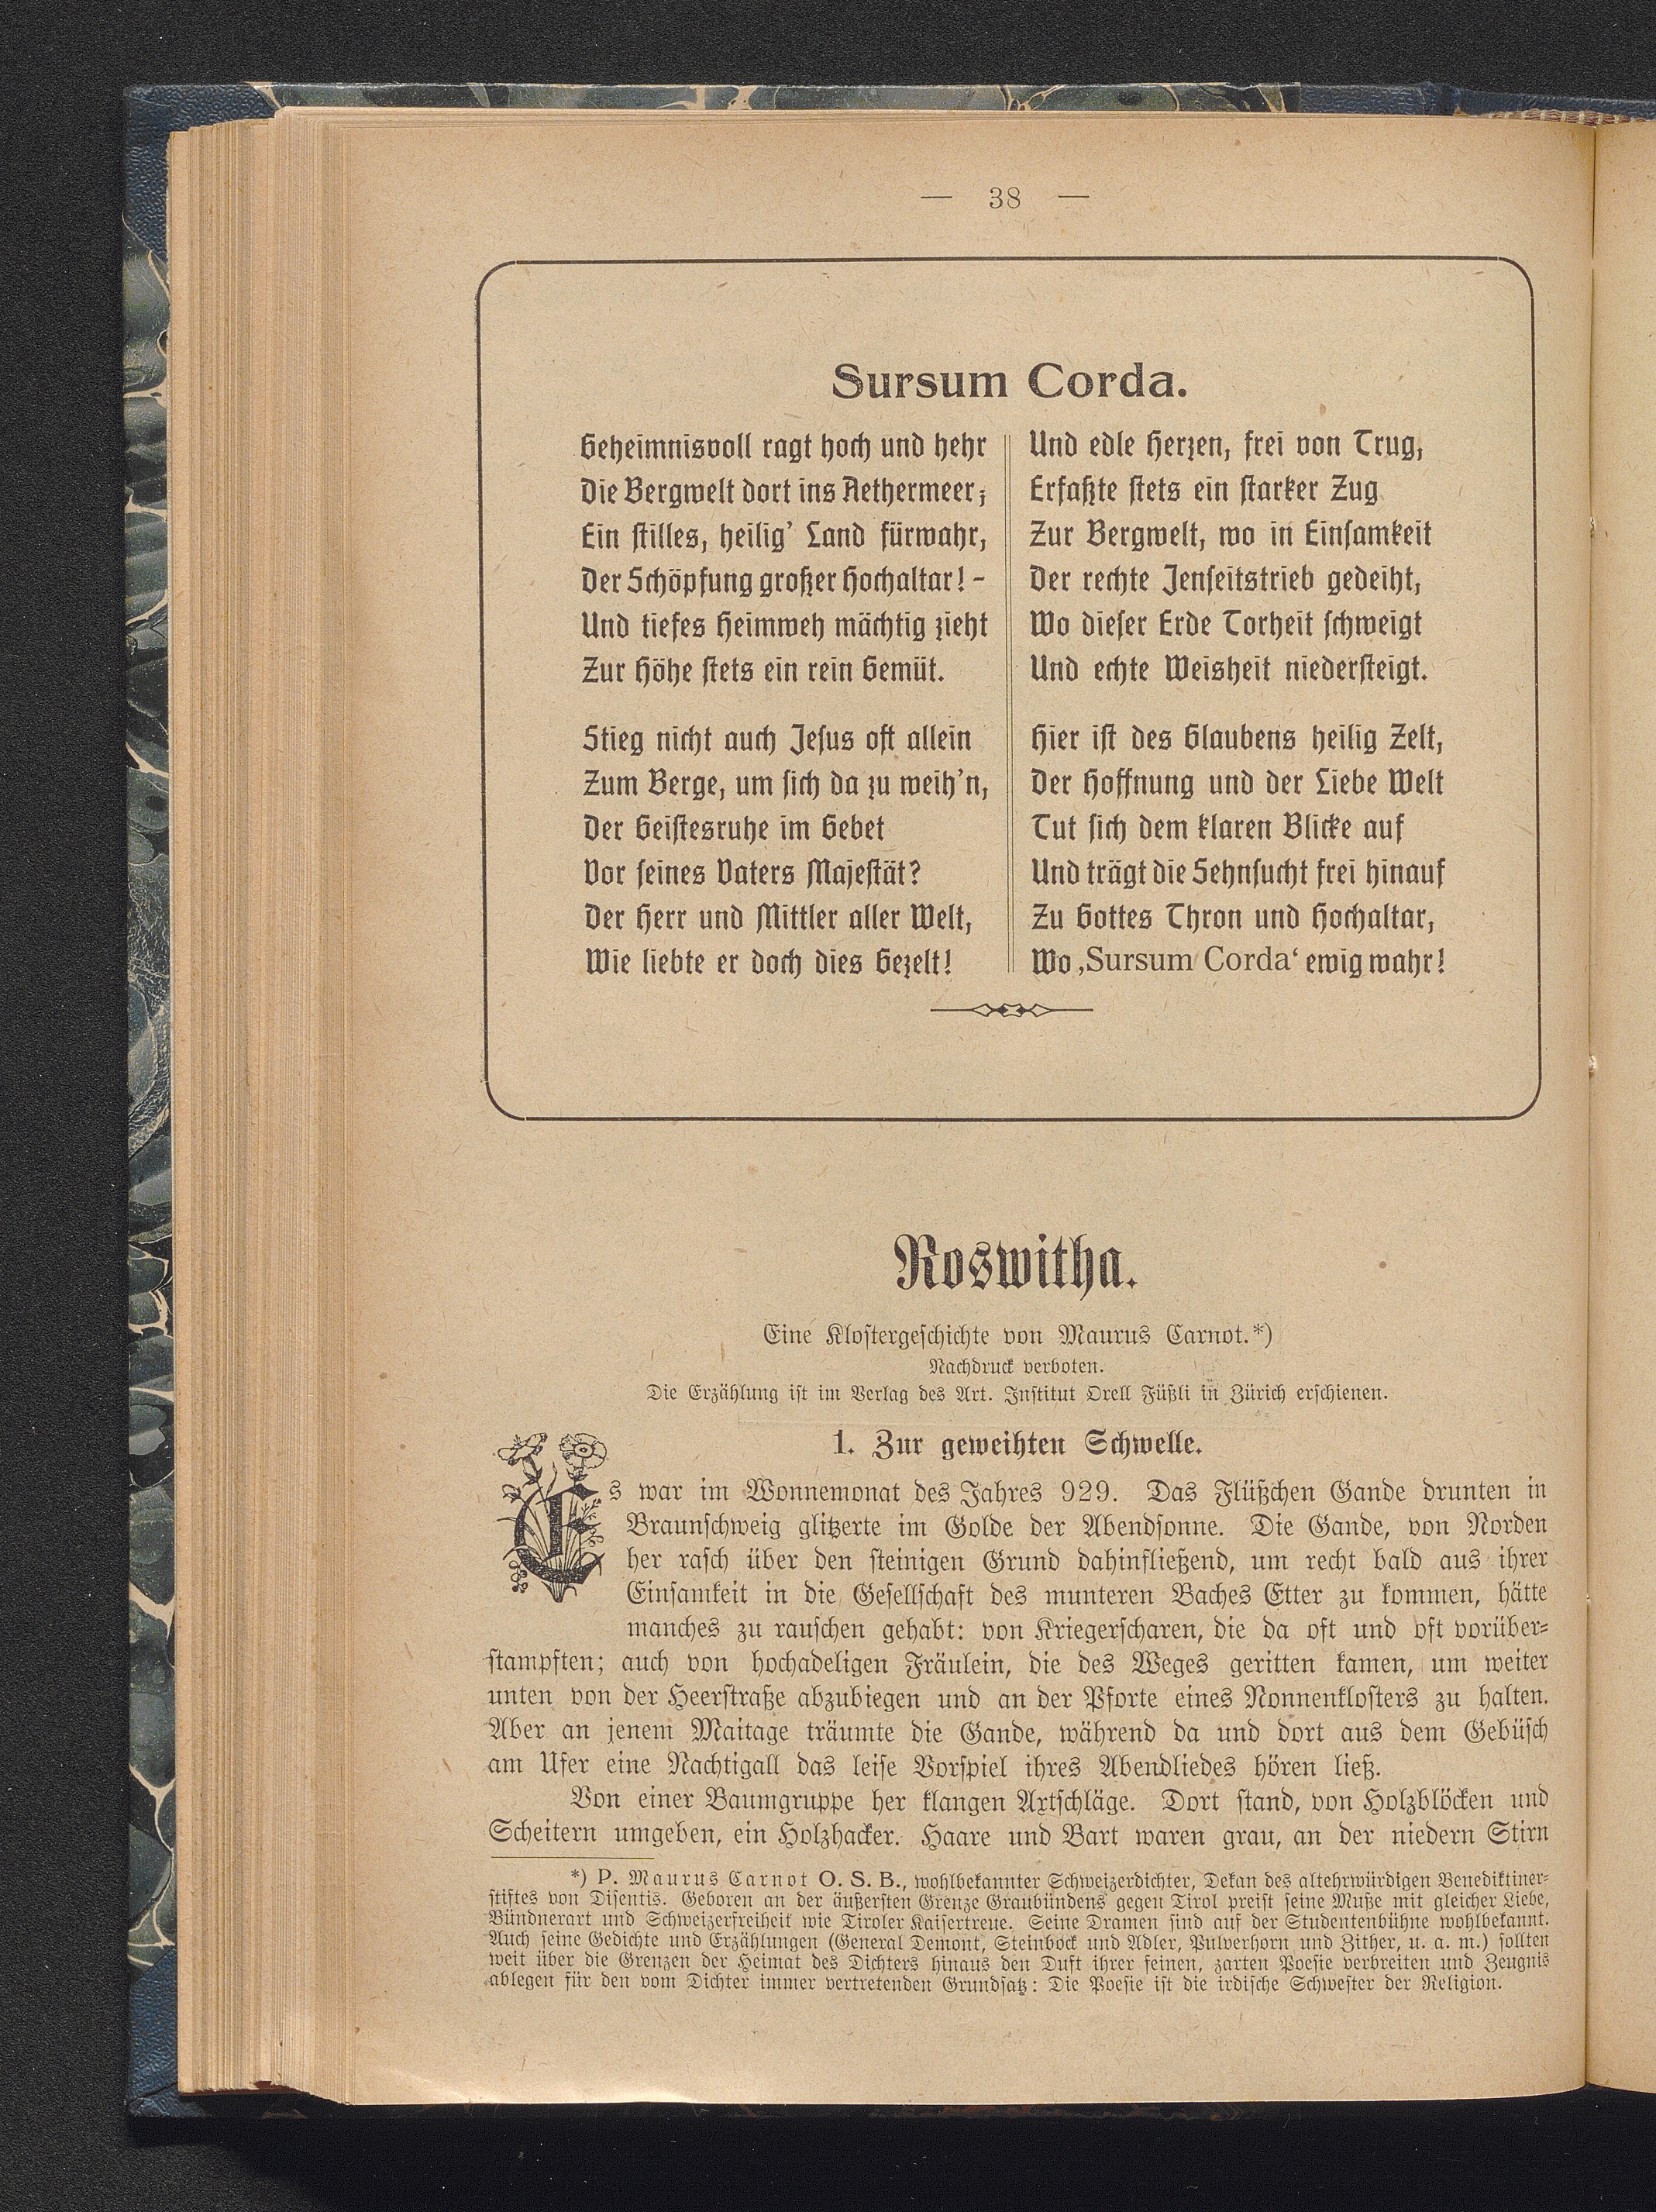 — 38 —
Sursum Corda.
Geheimnisvoll ragt hoch und hehr
Die Bergwelt dort ins Aethermeer;
Ein stilles, heilig' Land fürwahr,
Der Schöpfung großer Hochaltar! -
Und tiefes Heimweh mächtig zieht
Zur Höhe stets ein rein Gemüt.
Stieg nicht auch Jesus oft allein
Zum Berge, um sich da zu weih'n,
Der Geistesruhe im Gebet
Vor seines Vaters Majestät?
Der Herr und Mittler aller Welt,
Wie liebte er doch dies Gezelt!
Und edle Herzen, frei von Trug,
Erfaßte stets ein starker Zug
Zur Bergwelt, wo in Einsamkeit
Der rechte Jenseitstrieb gedeiht,
Wo dieser Erde Torheit schweigt
Und echte Weisheit niedersteigt.
Hier ist des Glaubens heilig Zelt,
Der Hoffnung und der Liebe Welt
Tut sich dem klaren Blicke auf
Und trägt die Sehnsucht frei hinauf
Zu Gottes Thron und Hochaltar,
Wo ‚Sursum Corda‘ ewig wahr!
Roswitha.
Eine Klostergeschichte von Maurus Carnot.*)
Nachdruck verboten.
Die Erzählung ist im Verlag des Art. Institut Orell Füßli in Zürich erschienen.
1. Zur geweihten Schwelle.
Es war im Wonnemonat des Jahres 929. Das Flüßchen Gande drunten in
Braunschweig glitzerte im Golde der Abendsonne. Die Gande, von Norden
her rasch über den steinigen Grund dahinfließend, um recht bald aus ihrer
Einsamkeit in die Gesellschaft des munteren Baches Etter zu kommen, hätte
manches zu rauschen gehabt: von Kriegerscharen, die da oft und oft vorüber-
stampften; auch von hochadeligen Fräulein, die des Weges geritten kamen, um weiter
unten von der Heerstraße abzubiegen und an der Pforte eines Nonnenklosters zu halten.
Aber an jenem Maitage träumte die Gande, während da und dort aus dem Gebüsch
am Ufer eine Nachtigall das leise Vorspiel ihres Abendliedes hören ließ.
Von einer Baumgruppe her klangen Axtschläge. Dort stand, von Holzblöcken und
Scheitern umgeben, ein Holzhacker. Haare und Bart waren grau, an der niedern Stirn
*) P. Maurus Carnot O. S. B., wohlbekannter Schweizerdichter, Dekan des altehrwürdigen Benediktiner-
stiftes von Disentis. Geboren an der äußersten Grenze Graubündens gegen Tirol preist seine Muße mit gleicher Liebe,
Bündnerart und Schweizerfreiheit wie Tiroler Kaisertreue. Seine Dramen sind auf der Studentenbühne wohlbekannt.
Auch seine Gedichte und Erzählungen (General Demont, Steinbock und Adler, Pulverhorn und Zither, u. a. m.) sollten
weit über die Grenzen der Heimat des Dichters hinaus den Duft ihrer feinen, zarten Poesie verbreiten und Zeugnis
ablegen für den vom Dichter immer vertretenden Grundsatz: Die Poesie ist die irdische Schwester der Religion.